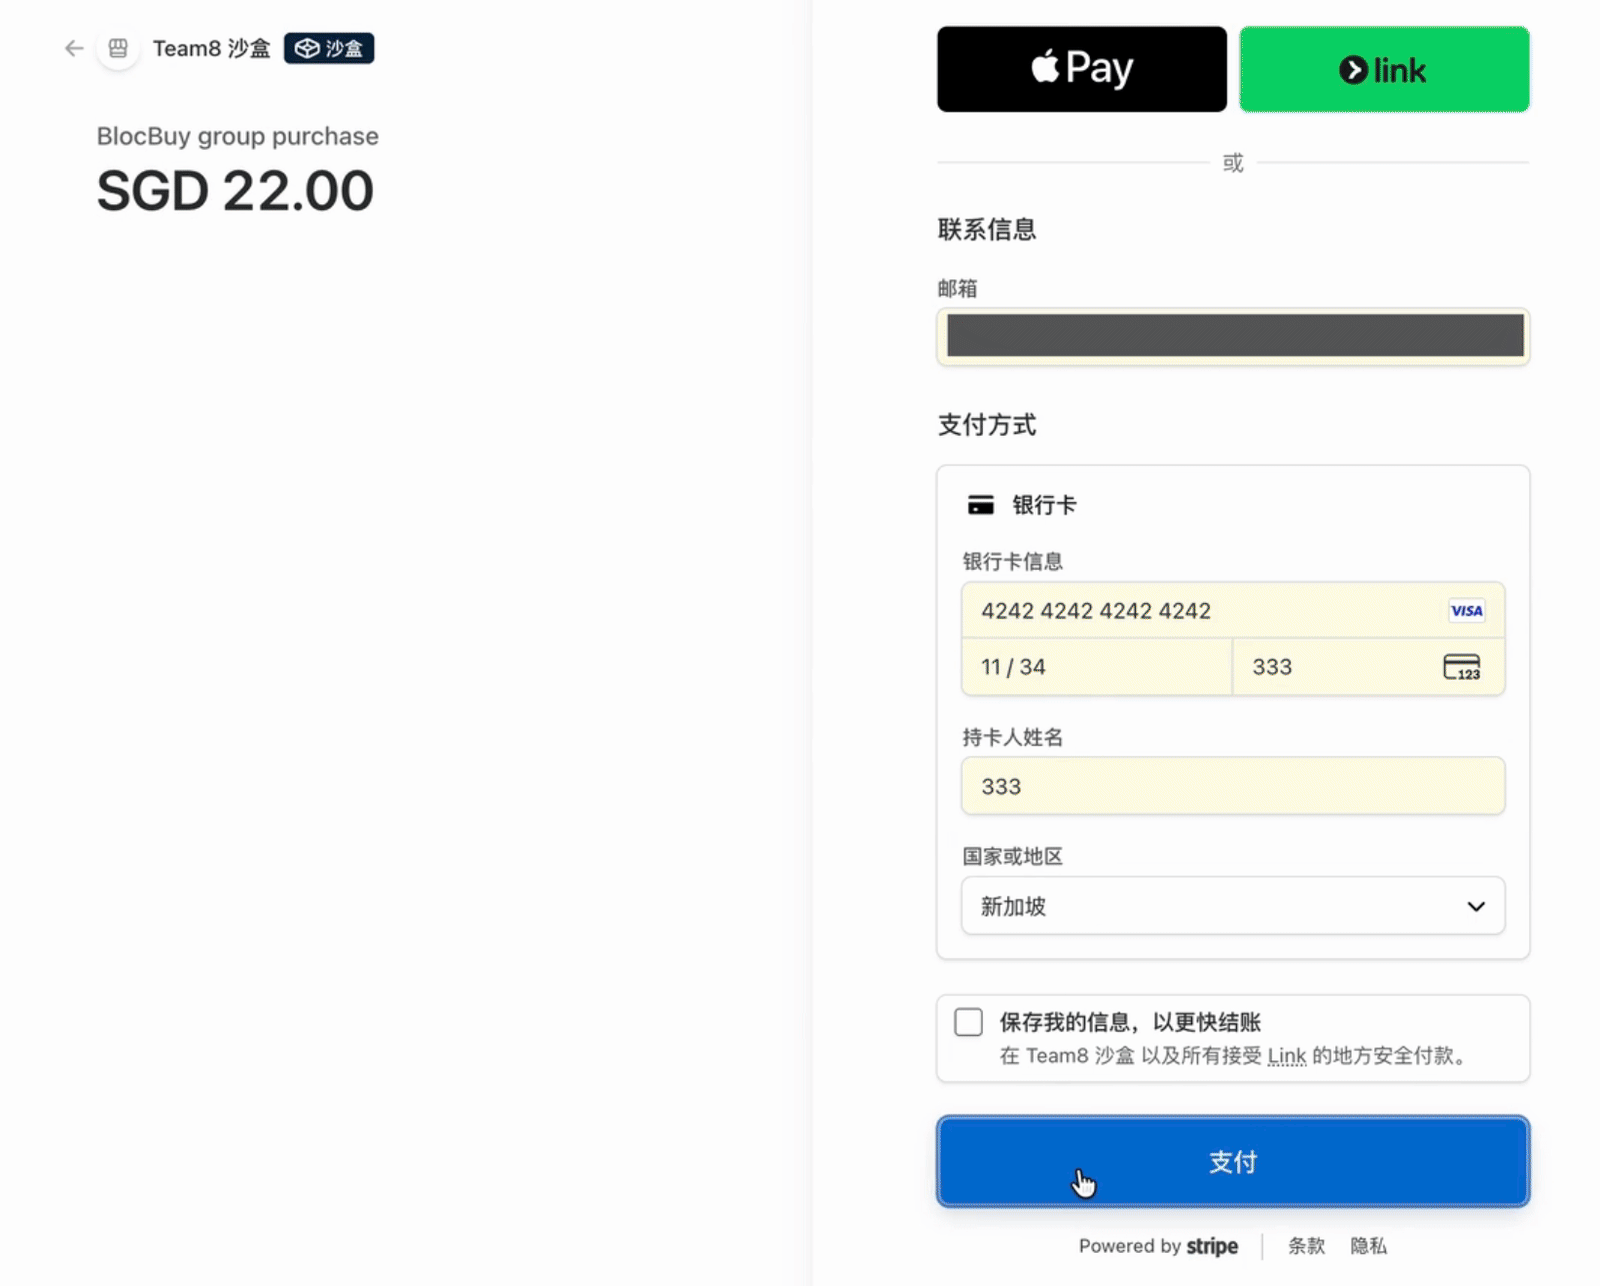 Team8 沙盒 沙盒
BlocBuy group purchase
SGD 22.00
Pay
link
或
联系信息
邮箱
支付方式
银行卡
银行卡信息
4242 4242 4242 4242 VISA
11 / 34 333 123
持卡人姓名
333
国家或地区
新加坡
保存我的信息，以更快结账
在 Team8 沙盒 以及所有接受 Link 的地方安全付款。
支付
Powered by stripe 条款 隐私